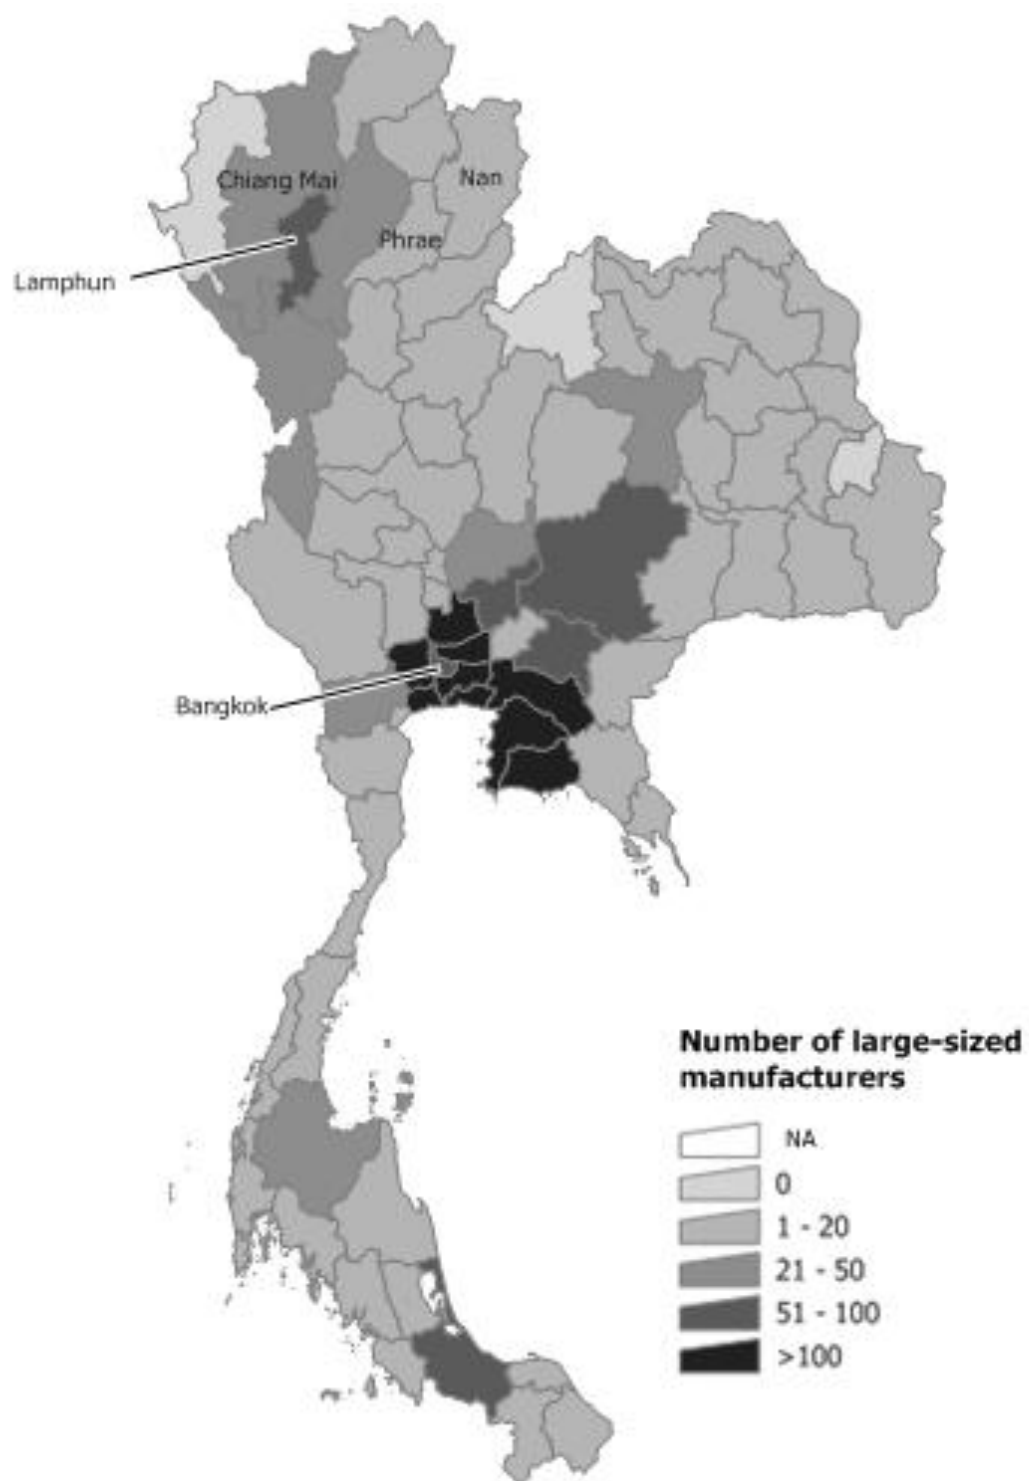 Chiang Mai
Nan
Phrae
Lamphun
Bangkok
Number of large-sized
manufacturers
NA
0
1 - 20
21 - 50
51 - 100
>100